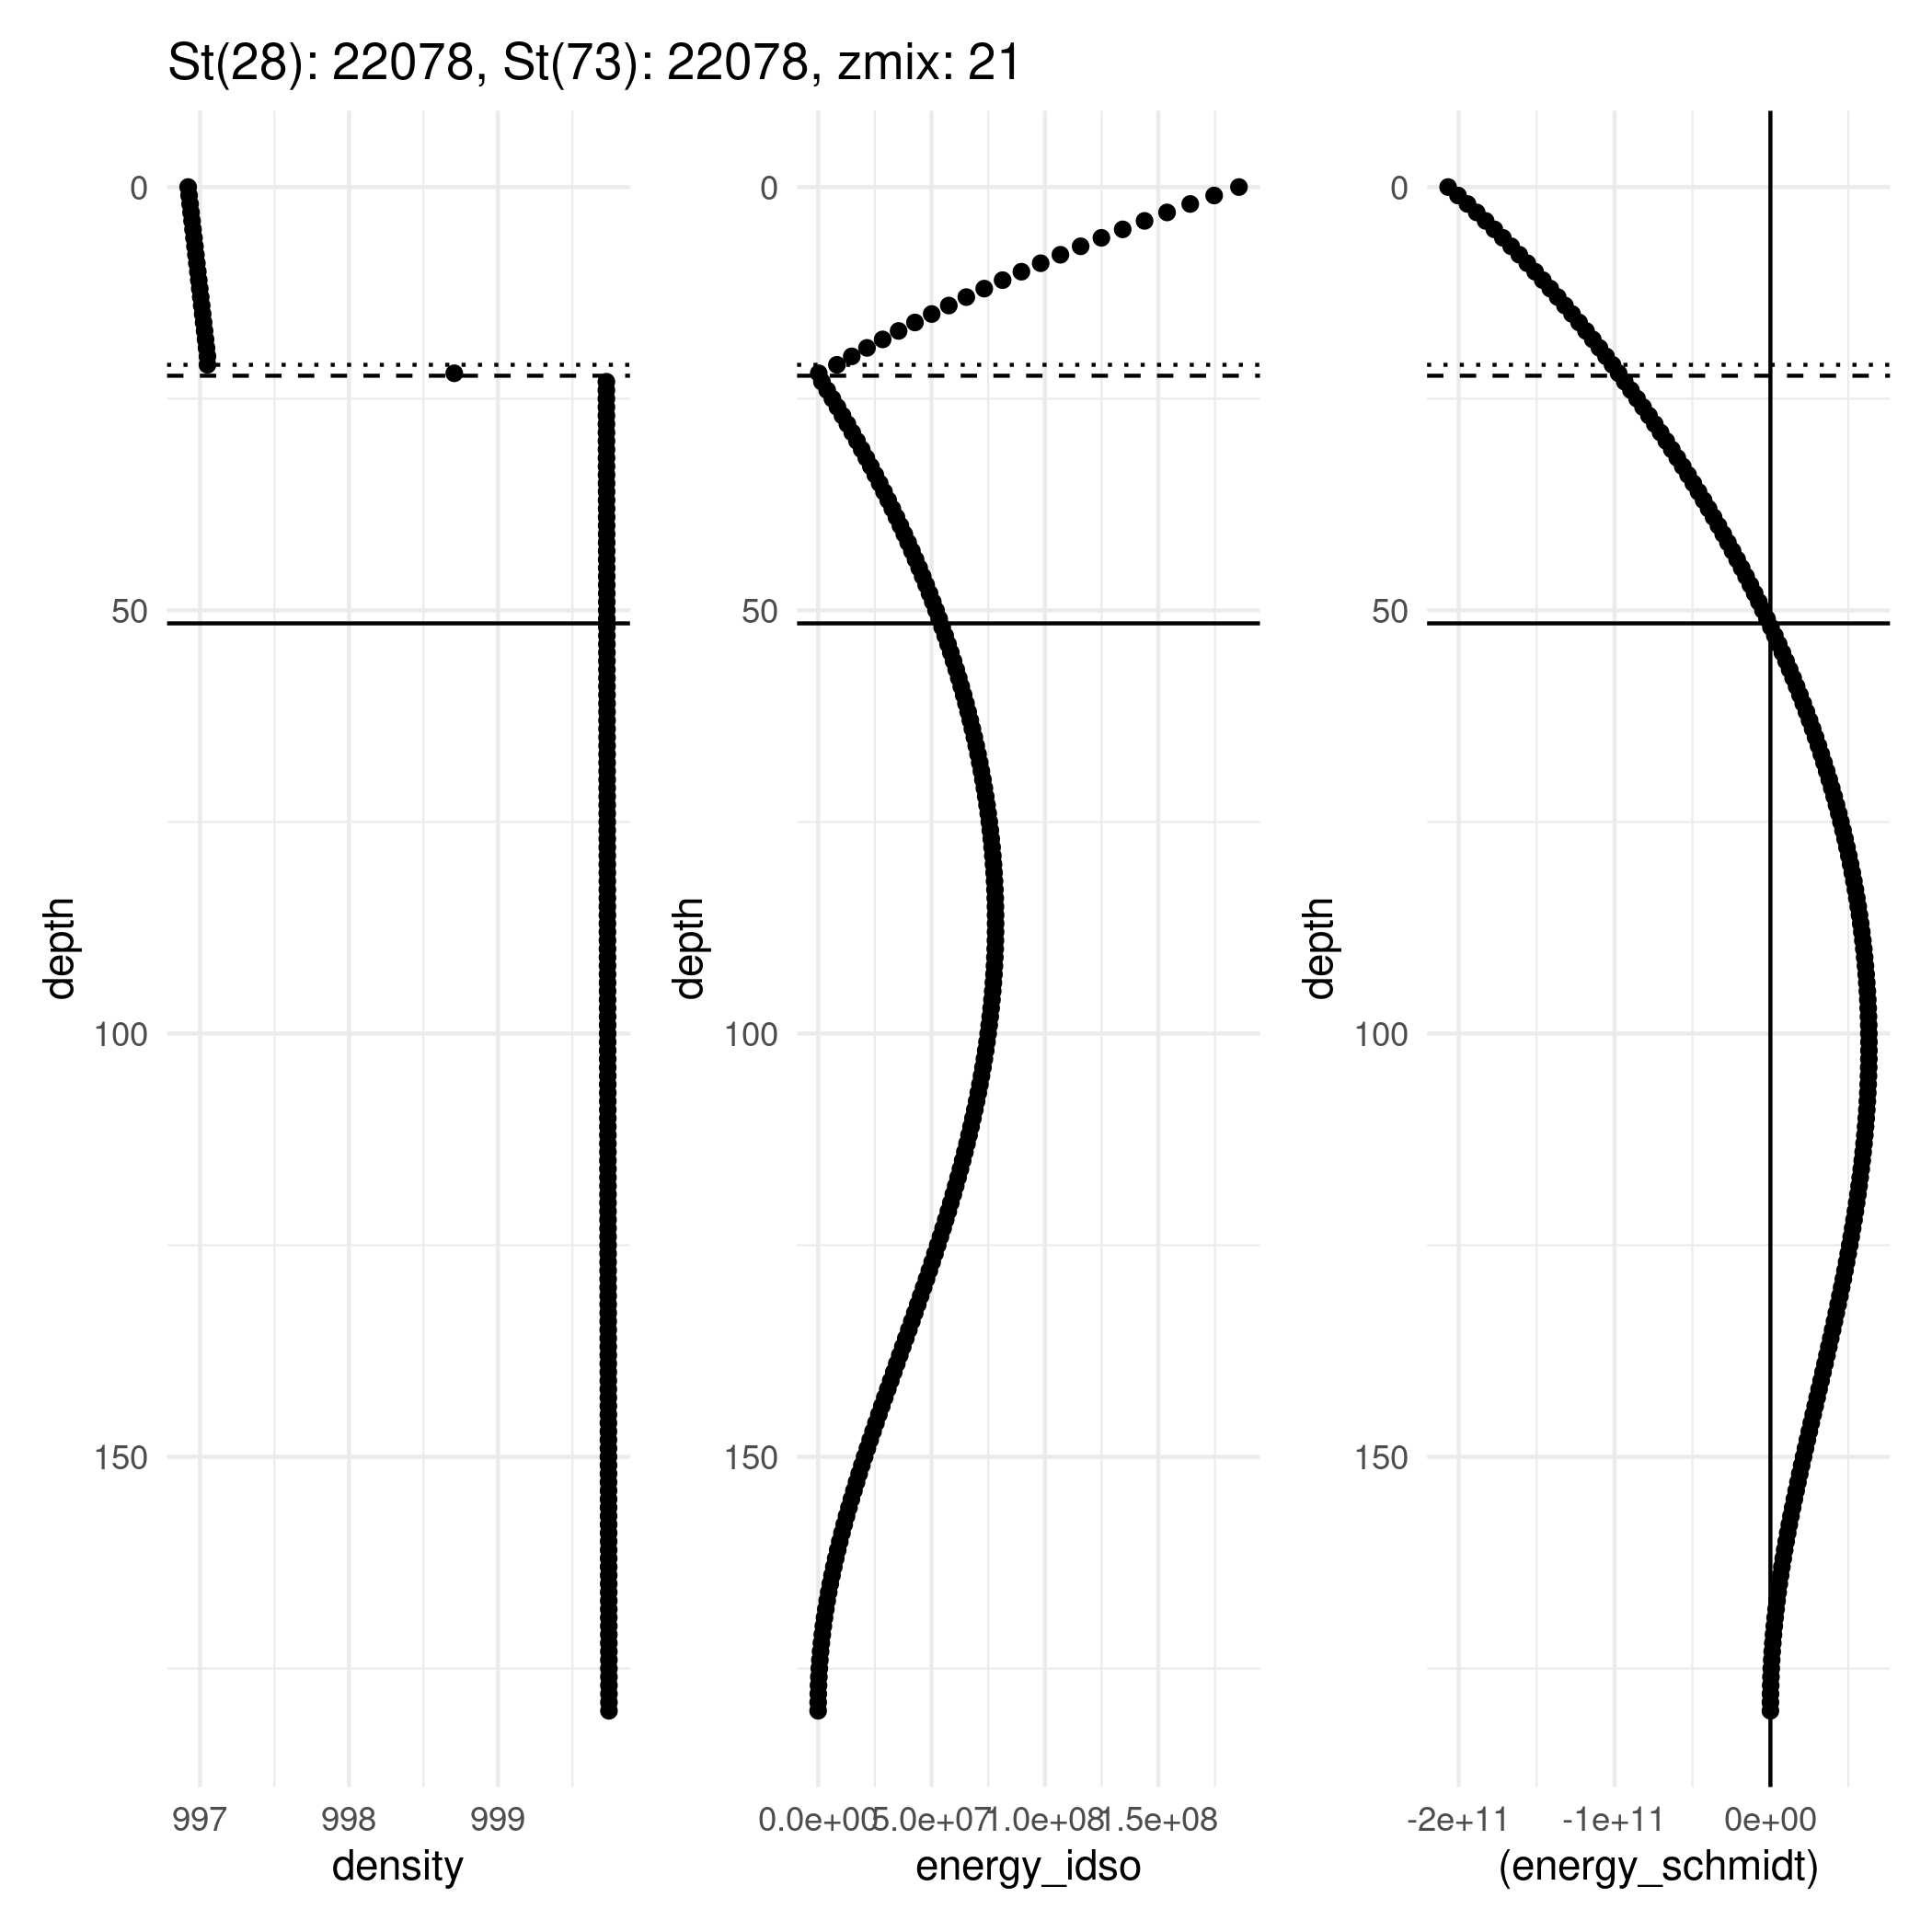 St(28): 22078, St(73): 22078, zmix: 21
0
50
100
150
depth
997
998
999
density
0
50
100
150
depth
0.0e+00
5.0e+07
1.0e+08
1.5e+08
energy_idso
0
50
100
150
depth
-2e+11
-1e+11
0e+00
(energy_schmidt)